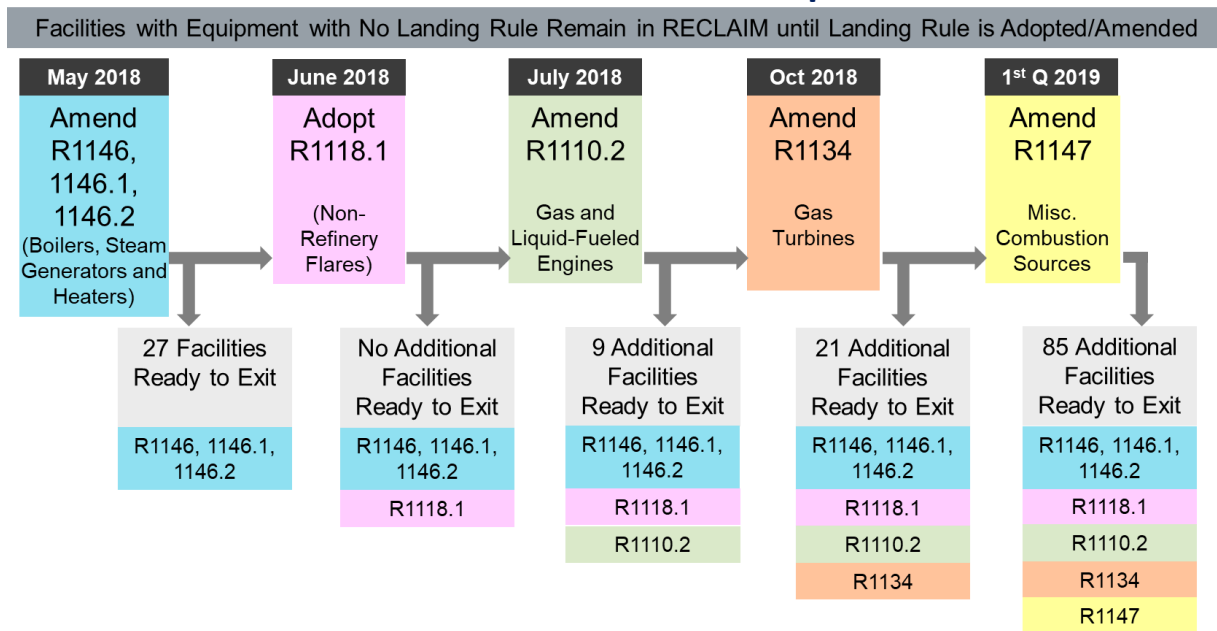 Facilities with Equipment with No Landing Rule Remain in RECLAIM until Landing Rule is Adopted/Amended
May 2018
Amend
R1146,
1146.1,
1146.2
(Boilers, Steam
Generators and
Heaters)
June 2018
Adopt
R1118.1
(Non-
Refinery
Flares)
July 2018
Amend
R1110.2
Gas and
Liquid-Fueled
Engines
Oct 2018
Amend
R1134
Gas
Turbines
1st Q 2019
Amend
R1147
Misc.
Combustion
Sources
27 Facilities
Ready to Exit
R1146, 1146.1,
1146.2
No Additional
Facilities
Ready to Exit
R1146, 1146.1,
1146.2
R1118.1
9 Additional
Facilities
Ready to Exit
R1146, 1146.1,
1146.2
R1118.1
R1110.2
21 Additional
Facilities
Ready to Exit
R1146, 1146.1,
1146.2
R1118.1
R1110.2
R1134
85 Additional
Facilities
Ready to Exit
R1146, 1146.1,
1146.2
R1118.1
R1110.2
R1134
R1147